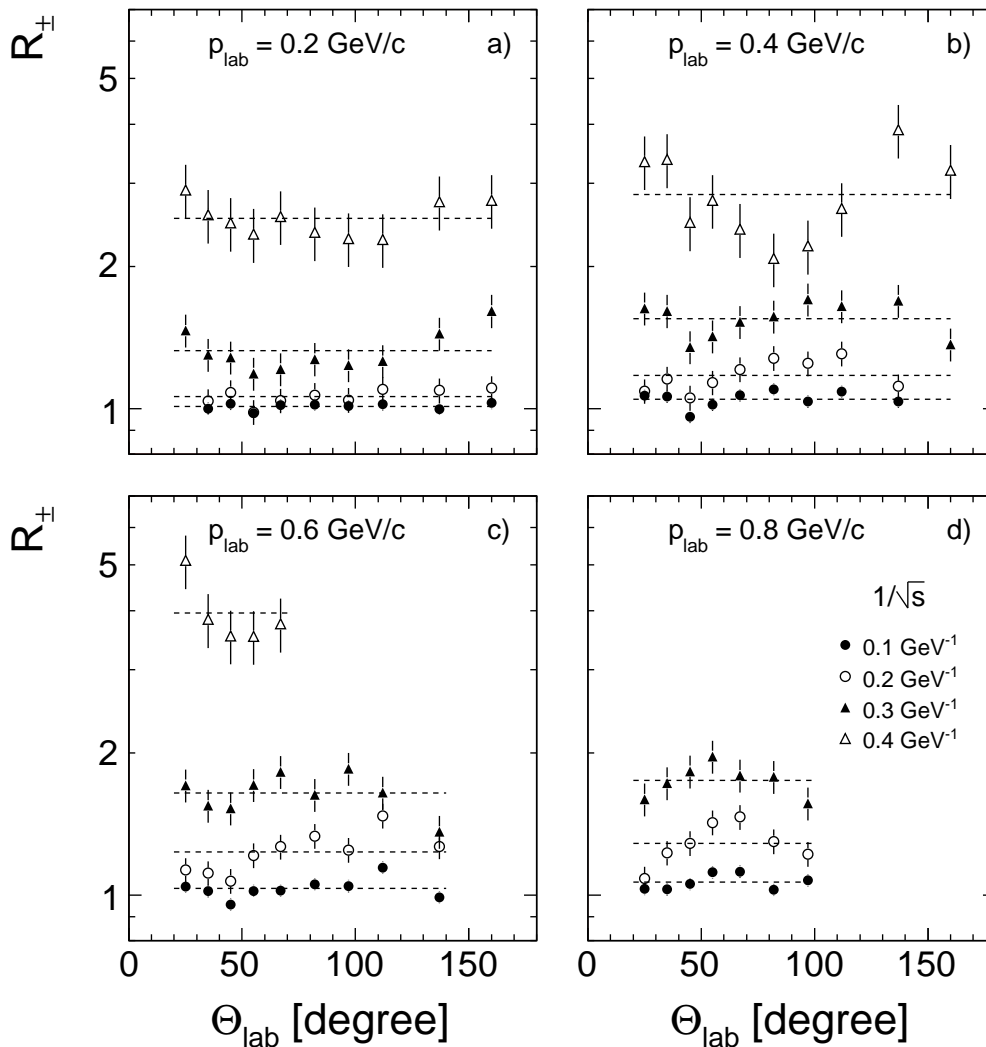 R±
p_lab = 0.2 GeV/c
a)
p_lab = 0.4 GeV/c
b)
5
2
1
R±
p_lab = 0.6 GeV/c
c)
p_lab = 0.8 GeV/c
d)
5
2
1
1/√s
0.1 GeV⁻¹
0.2 GeV⁻¹
0.3 GeV⁻¹
0.4 GeV⁻¹
0 50 100 150
0 50 100 150
Θ_lab [degree]
Θ_lab [degree]